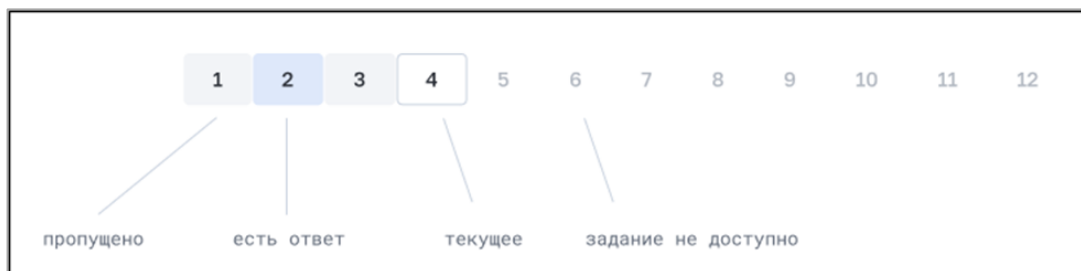 1 2 3 4 5 6 7 8 9 10 11 12
пропущено есть ответ текущее задание не доступно